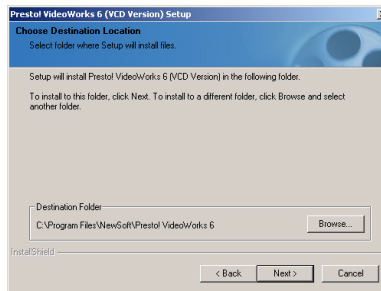 Presto! VideoWorks 6 (VCD Version) Setup
Choose Destination Location
Select folder where Setup will install files.
Setup will install Presto! VideoWorks 6 (VCD Version) in the following folder.
To install to this folder, click Next. To install to a different folder, click Browse and select
another folder.
Destination Folder
C:\Program Files\NewSoft\Presto! VideoWorks 6
Browse...
InstallShield
< Back
Next >
Cancel